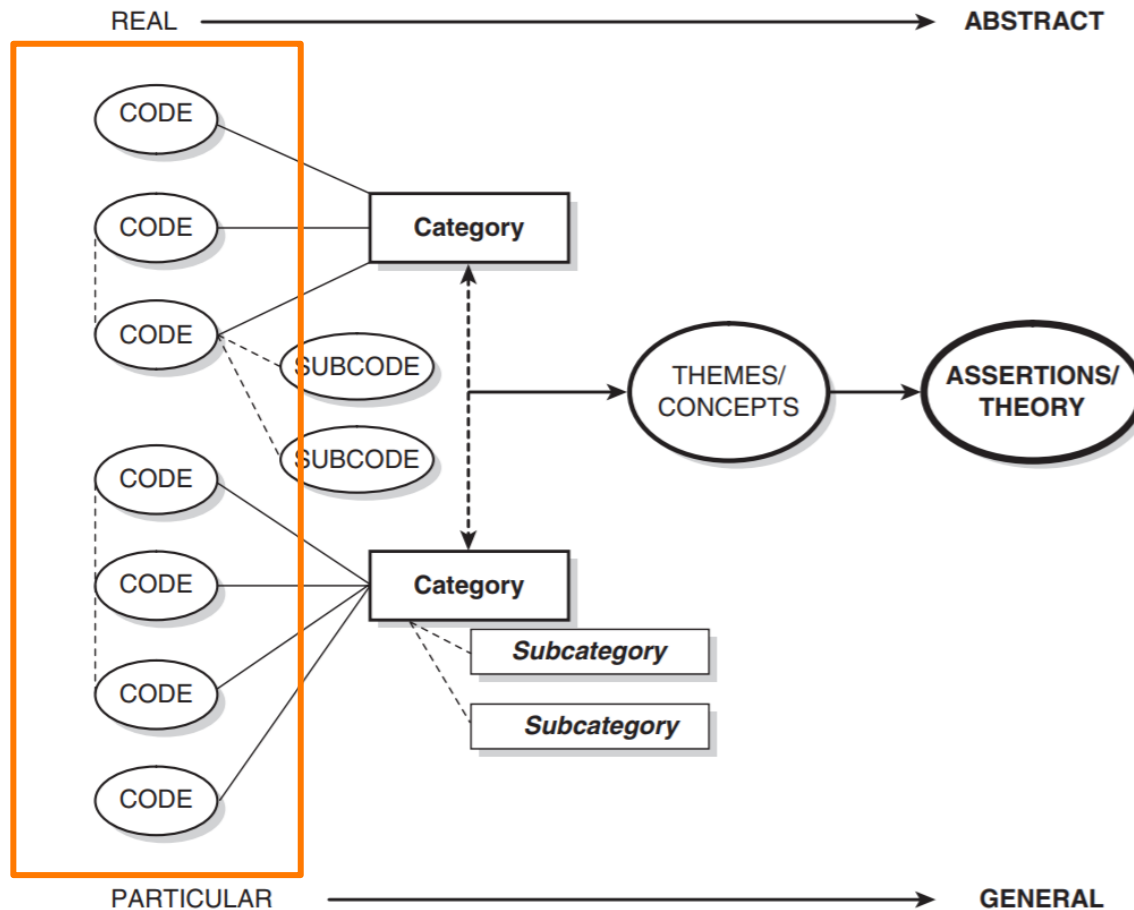 REAL
ABSTRACT
CODE
CODE
Category
CODE
SUBCODE
THEMES/
CONCEPTS
ASSERTIONS/
THEORY
SUBCODE
CODE
CODE
Category
Subcategory
CODE
Subcategory
CODE
PARTICULAR
GENERAL